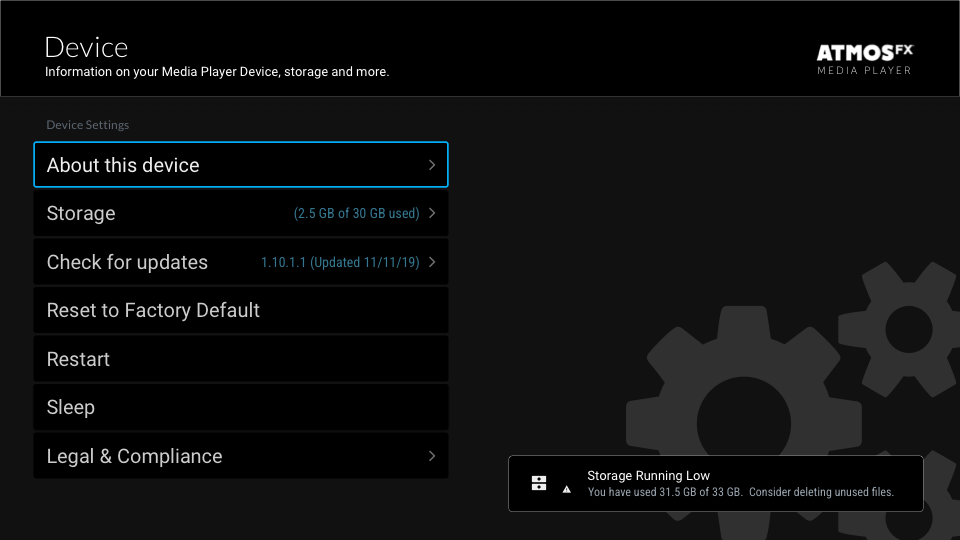 Device
Information on your Media Player Device, storage and more.
ATMOSFX
MEDIA PLAYER
Device Settings
About this device
Storage (2.5 GB of 30 GB used)
Check for updates 1.10.1.1 (Updated 11/11/19)
Reset to Factory Default
Restart
Sleep
Legal & Compliance
Storage Running Low
You have used 31.5 GB of 33 GB. Consider deleting unused files.